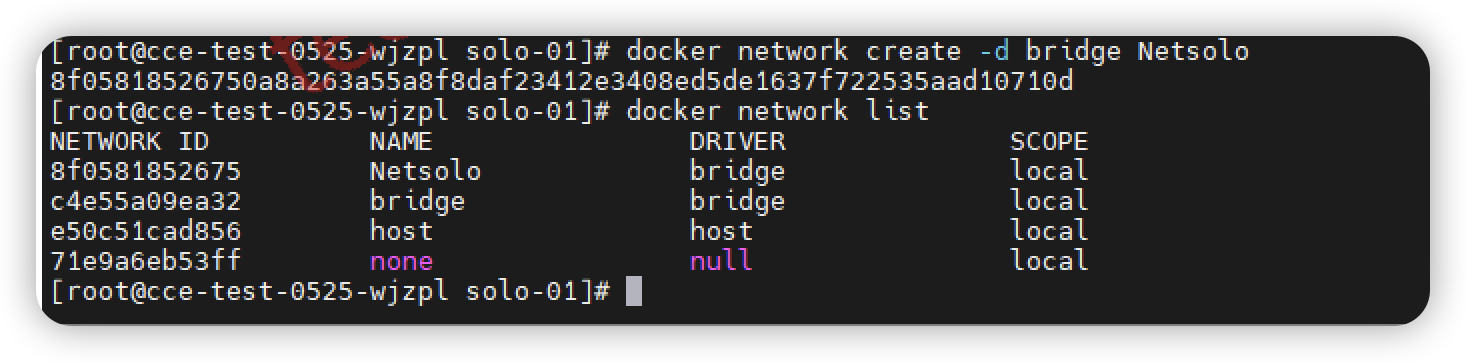 [root@cce-test-0525-wjzpl solo-01]# docker network create -d bridge Netsolo
8f05818526750a8a263a55a8f8daf23412e3408ed5de1637f722535aad10710d
[root@cce-test-0525-wjzpl solo-01]# docker network list
NETWORK ID NAME DRIVER SCOPE
8f0581852675 Netsolo bridge local
c4e55a09ea32 bridge bridge local
e50c51cad856 host host local
71e9a6eb53ff none null local
[root@cce-test-0525-wjzpl solo-01]#